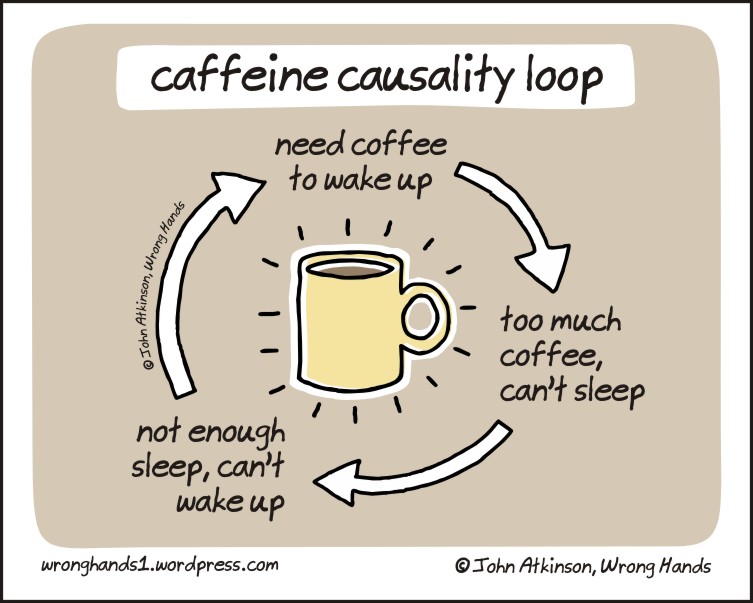 caffeine causality loop
need coffee
to wake up
too much
coffee,
can't sleep
not enough
sleep, can't
wake up
© John Atkinson, Wrong Hands
wronghands1.wordpress.com
© John Atkinson, Wrong Hands